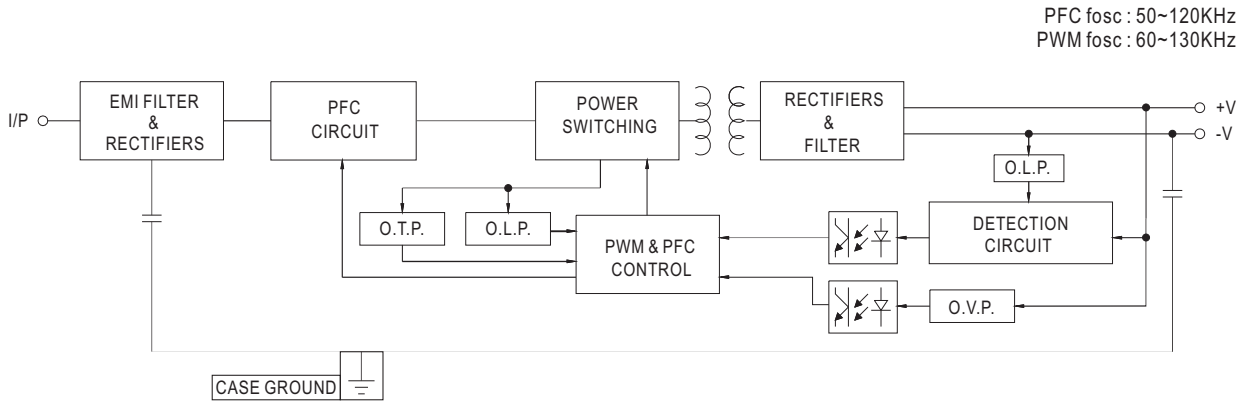 PFC fosc : 50~120KHz
PWM fosc : 60~130KHz
I/P
EMI FILTER
&
RECTIFIERS
PFC
CIRCUIT
POWER
SWITCHING
RECTIFIERS
&
FILTER
+V
-V
O.L.P.
O.T.P.
O.L.P.
PWM & PFC
CONTROL
DETECTION
CIRCUIT
O.V.P.
CASE GROUND